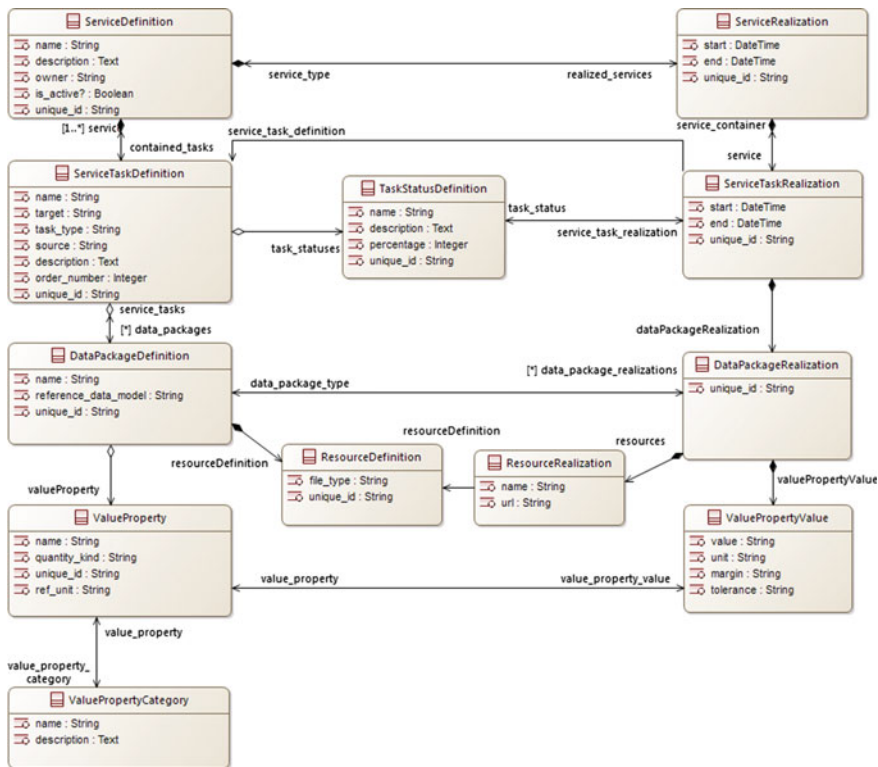 ServiceDefinition
name : String
description : Text
owner : String
is_active? : Boolean
unique_id : String
ServiceRealization
start : DateTime
end : DateTime
unique_id : String
service_type
realized_services
[1..*] service
contained_tasks
service_task_definition
service_container
service
ServiceTaskDefinition
name : String
target : String
task_type : String
source : String
description : Text
order_number : Integer
unique_id : String
TaskStatusDefinition
name : String
description : Text
percentage : Integer
unique_id : String
ServiceTaskRealization
start : DateTime
end : DateTime
unique_id : String
task_statuses
task_status
service_task_realization
service_tasks
[*] data_packages
dataPackageRealization
DataPackageDefinition
name : String
reference_data_model : String
unique_id : String
DataPackageRealization
unique_id : String
data_package_type
[*] data_package_realizations
resourceDefinition
resourceDefinition
resources
ResourceDefinition
file_type : String
unique_id : String
ResourceRealization
name : String
url : String
valueProperty
valuePropertyValue
ValueProperty
name : String
quantity_kind : String
unique_id : String
ref_unit : String
ValuePropertyValue
value : String
unit : String
margin : String
tolerance : String
value_property
value_property_value
value_property
value_property_
category
ValuePropertyCategory
name : String
description : Text